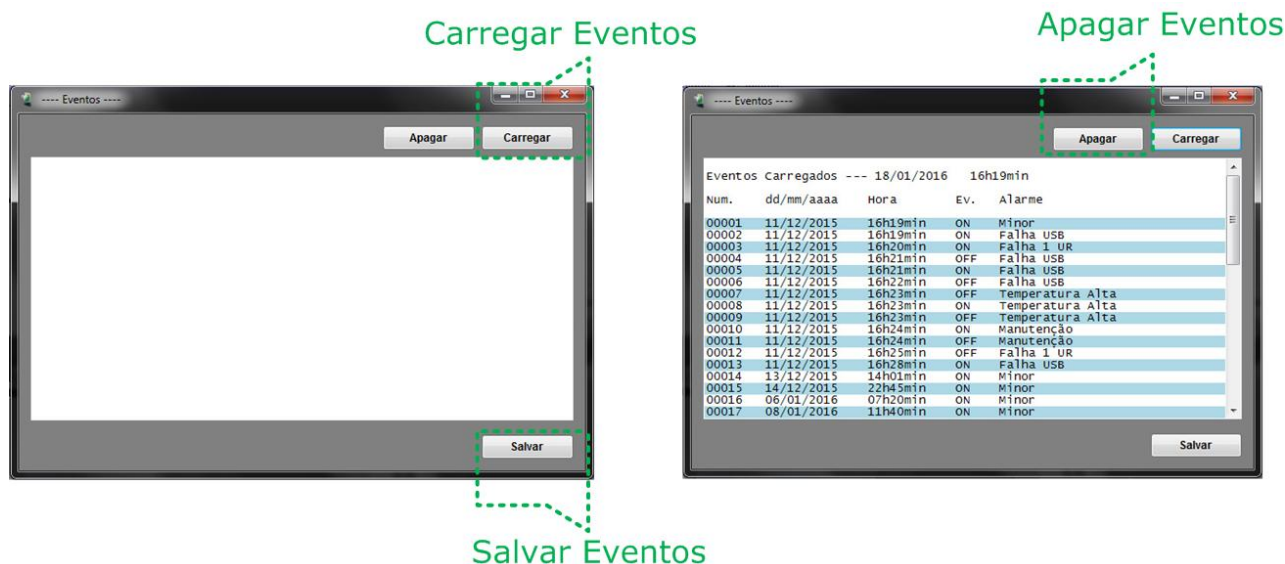 Carregar Eventos
Apagar Eventos
---- Eventos ----
Apagar
Carregar
Salvar
Salvar Eventos
---- Eventos ----
Apagar
Carregar
Eventos Carregados --- 18/01/2016 16h19min
Num. dd/mm/aaaa Hora Ev. Alarme
00001 11/12/2015 16h19min ON Minor
00002 11/12/2015 16h19min ON Falha USB
00003 11/12/2015 16h20min ON Falha 1 UR
00004 11/12/2015 16h21min OFF Falha USB
00005 11/12/2015 16h21min ON Falha USB
00006 11/12/2015 16h22min OFF Falha USB
00007 11/12/2015 16h23min OFF Temperatura Alta
00008 11/12/2015 16h23min ON Temperatura Alta
00009 11/12/2015 16h23min OFF Temperatura Alta
00010 11/12/2015 16h24min ON Manutenção
00011 11/12/2015 16h24min OFF Manutenção
00012 11/12/2015 16h25min OFF Falha 1 UR
00013 11/12/2015 16h28min ON Falha USB
00014 13/12/2015 14h01min ON Minor
00015 14/12/2015 22h45min ON Minor
00016 06/01/2016 07h20min ON Minor
00017 08/01/2016 11h40min ON Minor
Salvar